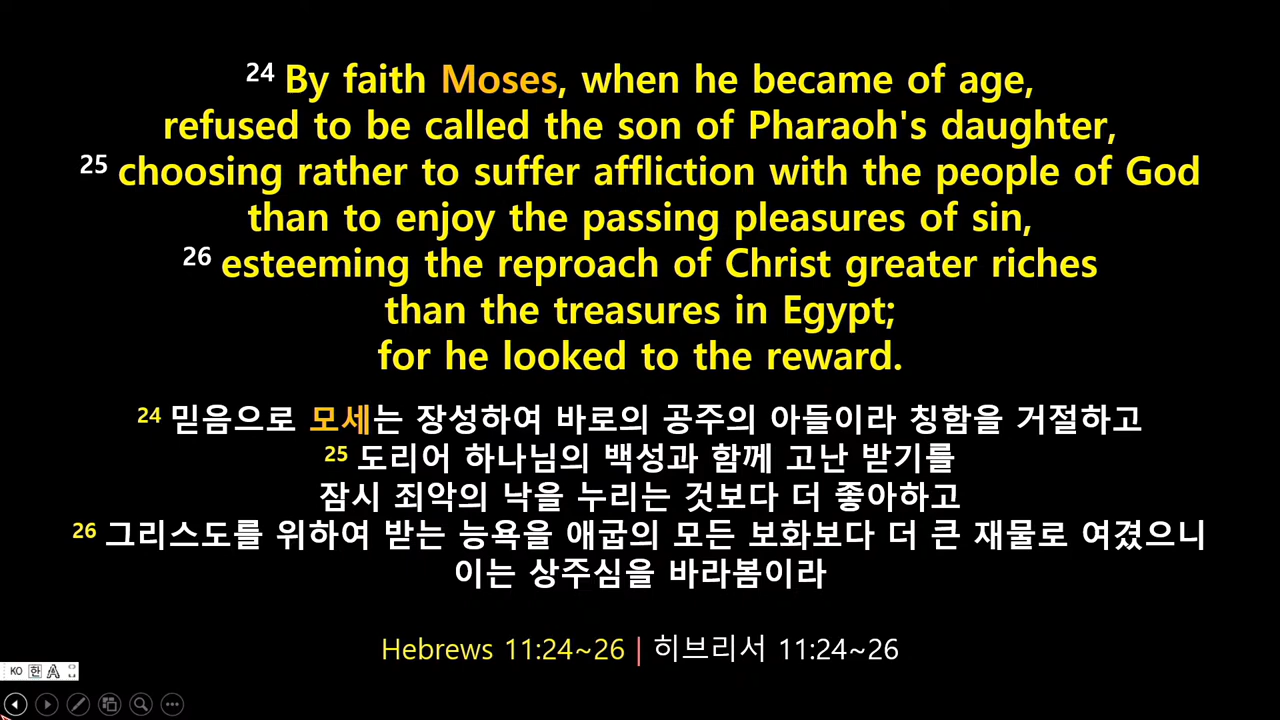 24 By faith Moses, when he became of age,
refused to be called the son of Pharaoh's daughter,
25 choosing rather to suffer affliction with the people of God
than to enjoy the passing pleasures of sin,
26 esteeming the reproach of Christ greater riches
than the treasures in Egypt;
for he looked to the reward.
24 믿음으로 모세는 장성하여 바로의 공주의 아들이라 칭함을 거절하고
25 도리어 하나님의 백성과 함께 고난 받기를
잠시 죄악의 낙을 누리는 것보다 더 좋아하고
26 그리스도를 위하여 받는 능욕을 애굽의 모든 보화보다 더 큰 재물로 여겼으니
이는 상주심을 바라봄이라
Hebrews 11:24~26 | 히브리서 11:24~26
KO 한 A